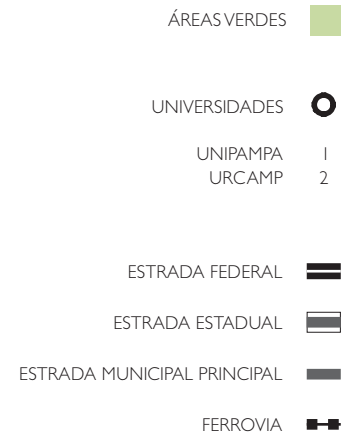 ÁREAS VERDES
UNIVERSIDADES
UNIPAMPA 1
URCAMP 2
ESTRADA FEDERAL
ESTRADA ESTADUAL
ESTRADA MUNICIPAL PRINCIPAL
FERROVIA